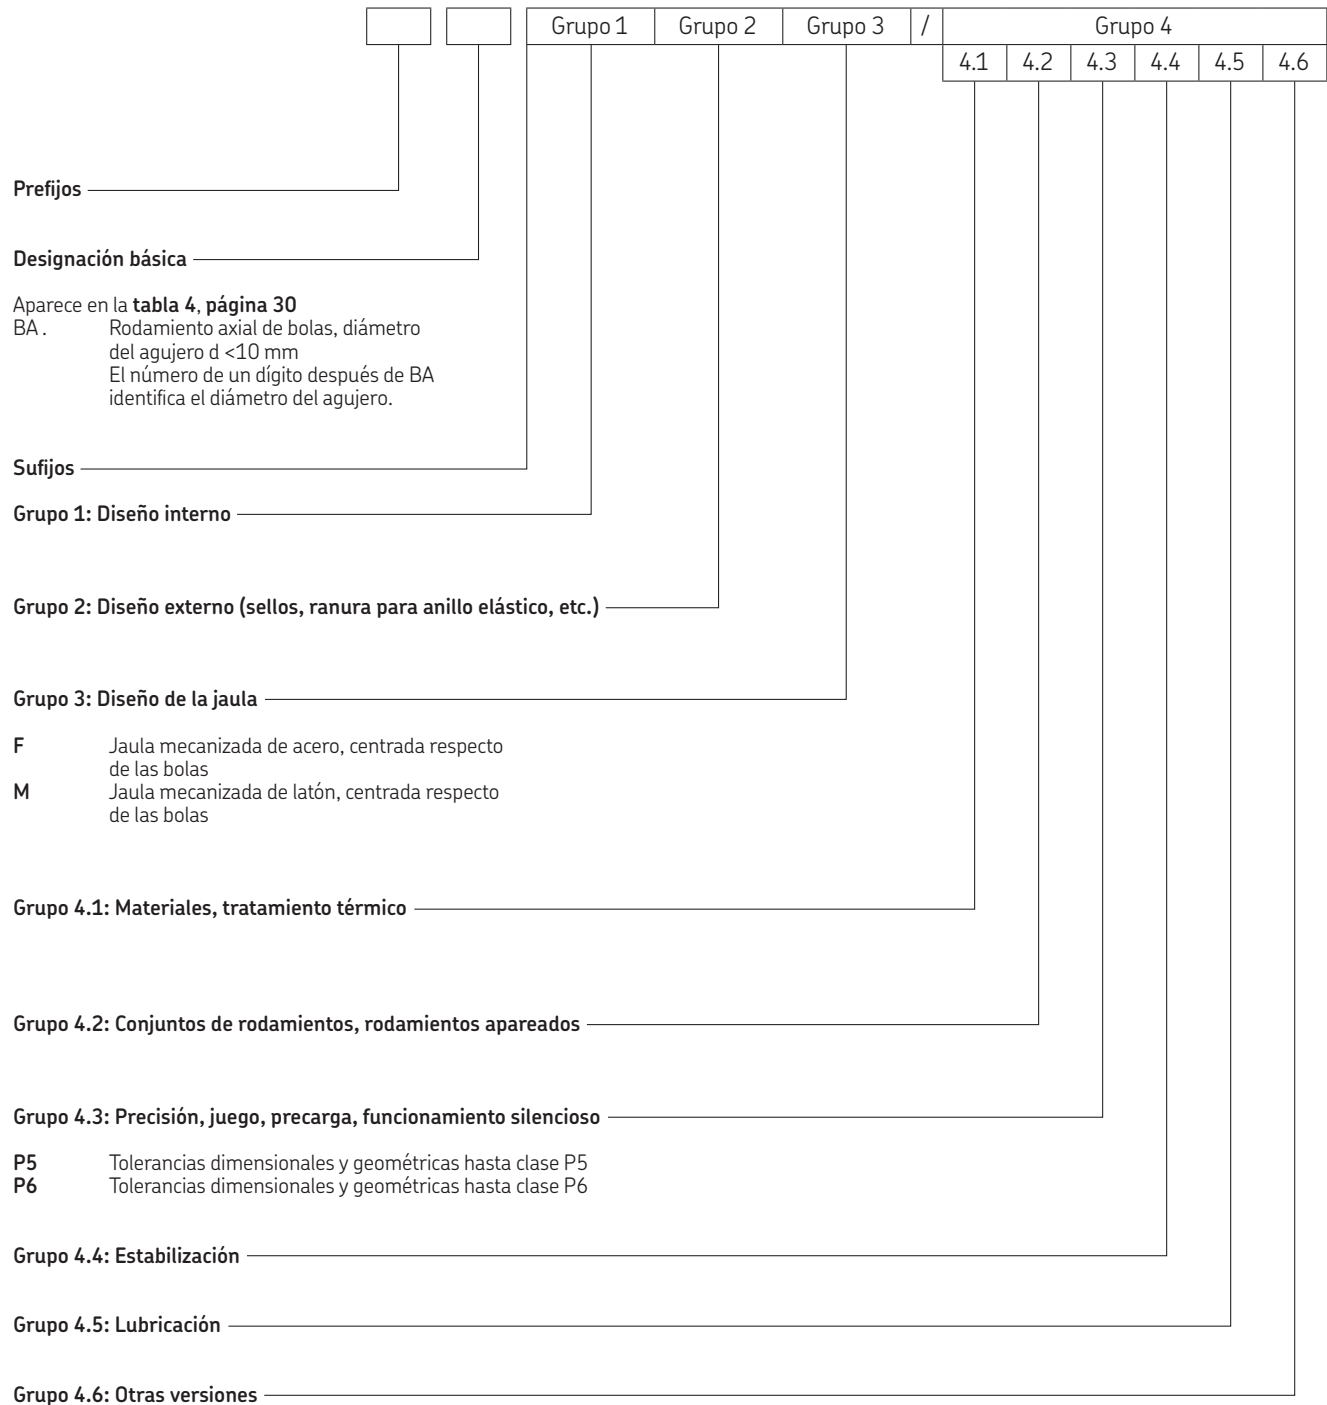 Grupo 1 Grupo 2 Grupo 3 / Grupo 4
4.1 4.2 4.3 4.4 4.5 4.6
Prefijos
Designación básica
Aparece en la tabla 4, página 30
BA . Rodamiento axial de bolas, diámetro
del agujero d <10 mm
El número de un dígito después de BA
identifica el diámetro del agujero.
Sufijos
Grupo 1: Diseño interno
Grupo 2: Diseño externo (sellos, ranura para anillo elástico, etc.)
Grupo 3: Diseño de la jaula
F Jaula mecanizada de acero, centrada respecto
de las bolas
M Jaula mecanizada de latón, centrada respecto
de las bolas
Grupo 4.1: Materiales, tratamiento térmico
Grupo 4.2: Conjuntos de rodamientos, rodamientos apareados
Grupo 4.3: Precisión, juego, precarga, funcionamiento silencioso
P5 Tolerancias dimensionales y geométricas hasta clase P5
P6 Tolerancias dimensionales y geométricas hasta clase P6
Grupo 4.4: Estabilización
Grupo 4.5: Lubricación
Grupo 4.6: Otras versiones